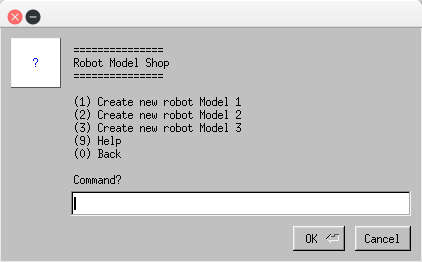 ?
===============
Robot Model Shop
===============
(1) Create new robot Model 1
(2) Create new robot Model 2
(3) Create new robot Model 3
(9) Help
(0) Back
Command?
OK
Cancel